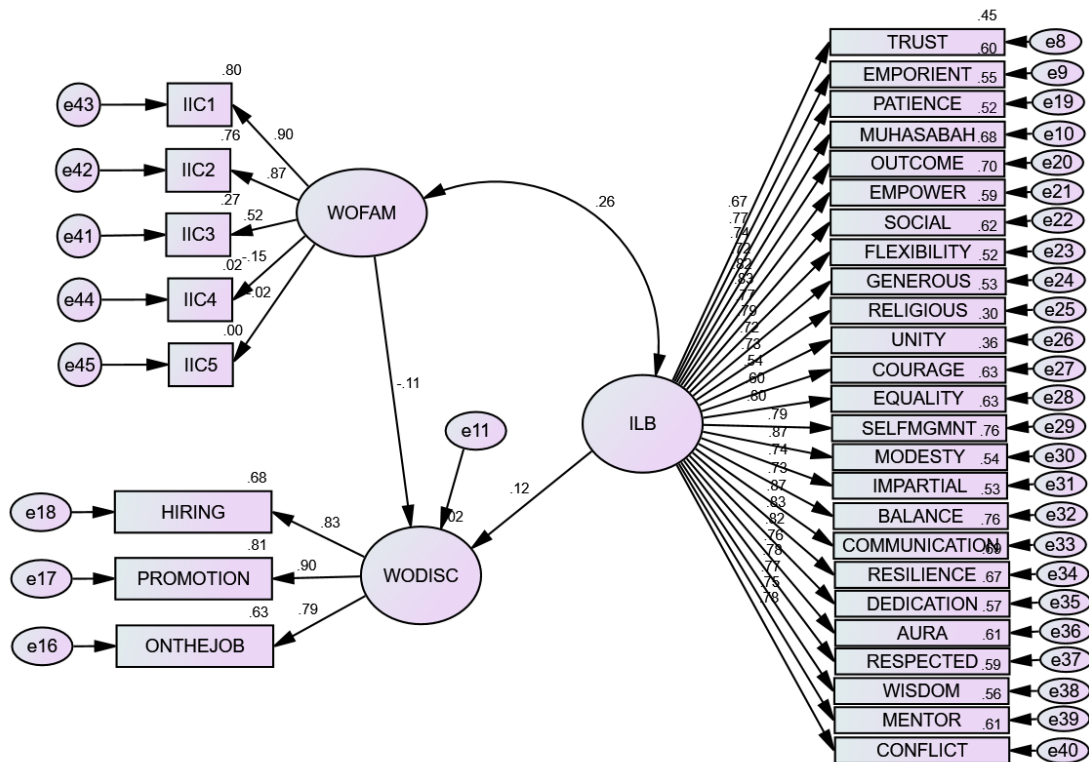 .45
TRUST
e8
.60
EMPORIENT
e9
.55
PATIENCE
e19
.52
MUHASABAH
e10
.68
OUTCOME
e20
.70
EMPOWER
e21
.59
SOCIAL
e22
.62
FLEXIBILITY
e23
.52
GENEROUS
e24
.53
RELIGIOUS
e25
.30
UNITY
e26
.36
COURAGE
e27
.63
EQUALITY
e28
.63
SELFMGMNT
e29
.76
MODESTY
e30
.54
IMPARTIAL
e31
.53
BALANCE
e32
.76
COMMUNICATION
e33
.69
RESILIENCE
e34
.67
DEDICATION
e35
.57
AURA
e36
.61
RESPECTED
e37
.59
WISDOM
e38
.56
MENTOR
e39
.61
CONFLICT
e40
.80
e43
IIC1
.90
.76
e42
IIC2
.87
.27
e41
IIC3
.52
.02
e44
IIC4
-.15
.00
e45
IIC5
-.02
WOFAM
.26
-.11
e11
.12
.02
ILB
.67
.77
.74
.72
.82
.83
.77
.79
.72
.73
.54
.60
.80
.79
.87
.74
.73
.87
.83
.82
.76
.78
.77
.75
.78
.68
e18
HIRING
.83
.81
e17
PROMOTION
.90
.63
e16
ONTHEJOB
.79
WODISC